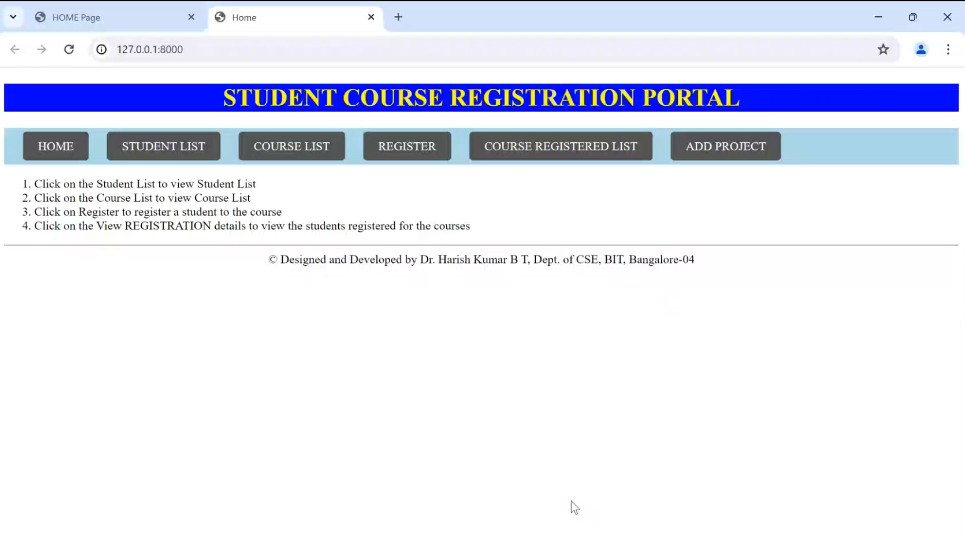 HOME Page
Home
127.0.0.1:8000
STUDENT COURSE REGISTRATION PORTAL
HOME STUDENT LIST COURSE LIST REGISTER COURSE REGISTERED LIST ADD PROJECT
1. Click on the Student List to view Student List
2. Click on the Course List to view Course List
3. Click on Register to register a student to the course
4. Click on the View REGISTRATION details to view the students registered for the courses
© Designed and Developed by Dr. Harish Kumar B T, Dept. of CSE, BIT, Bangalore-04